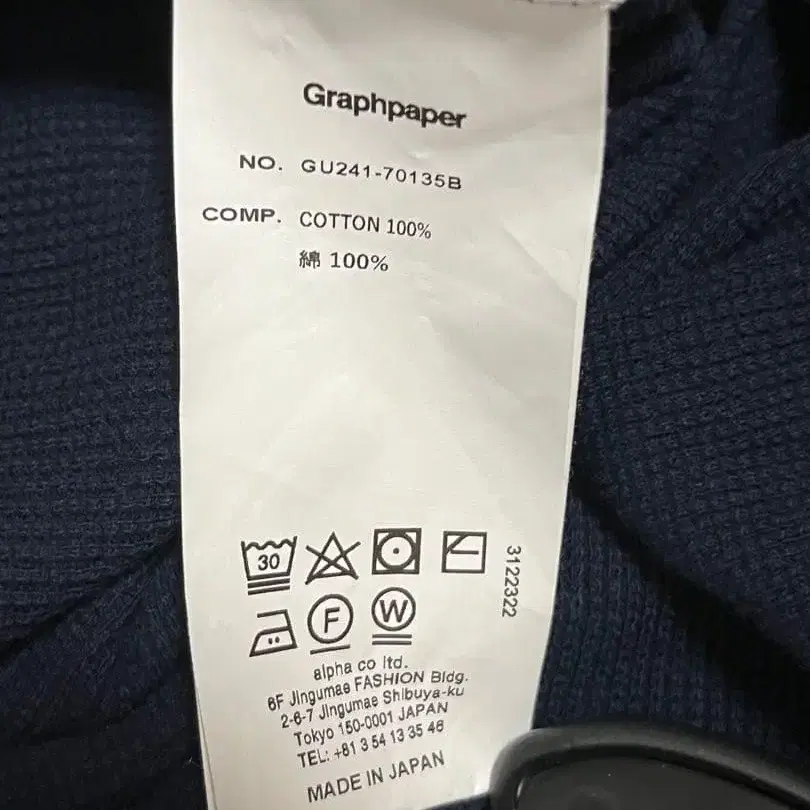 Graphpaper
NO. GU241-70135B
COMP. COTTON 100%
綿 100%
30
3122322
F
W
alpha co ltd.
6F Jingumae FASHION Bldg.
2-6-7 Jingumae Shibuya-ku
Tokyo 150-0001 JAPAN
TEL: +81 3 54 13 35 46
MADE IN JAPAN